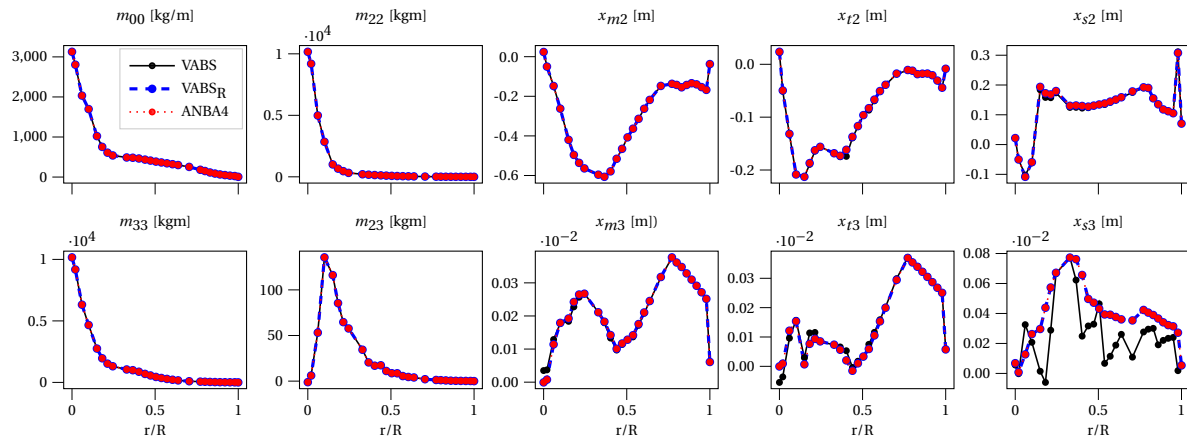 m00 [kg/m]
m22 [kgm]
xm2 [m]
xt2 [m]
xs2 [m]
·10^4
3,000
2,000
1,000
0
VABS
VABS_R
ANBA4
1
0.5
0
0.0
-0.2
-0.4
-0.6
0.0
-0.1
-0.2
0.3
0.2
0.1
0.0
-0.1
m33 [kgm]
m23 [kgm]
xm3 [m])
xt3 [m]
xs3 [m]
·10^4
·10^-2
·10^-2
·10^-2
1
0.5
0
100
50
0
0.03
0.02
0.01
0.00
0.03
0.02
0.01
0.00
0.08
0.06
0.04
0.02
0.00
0 0.5 1
0 0.5 1
0 0.5 1
0 0.5 1
0 0.5 1
r/R
r/R
r/R
r/R
r/R